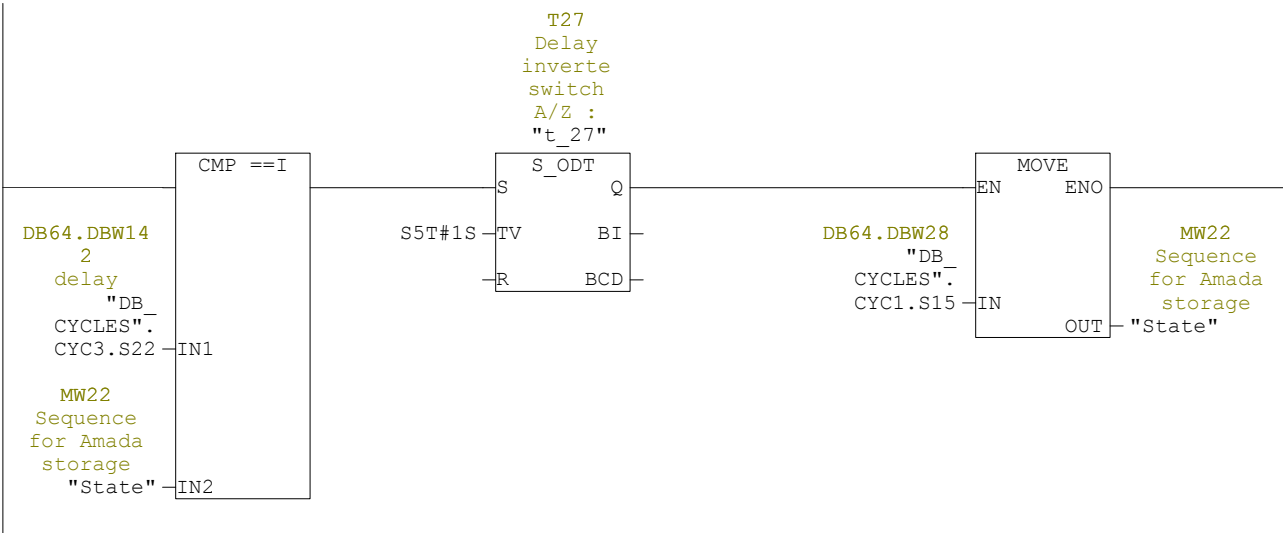 T27
Delay
inverte
switch
A/Z :
"t_27"
CMP ==I
S_ODT
MOVE
S
Q
EN
ENO
DB64.DBW14
2
delay
"DB_
CYCLES".
CYC3.S22
IN1
S5T#1S
TV
BI
R
BCD
DB64.DBW28
"DB_
CYCLES".
CYC1.S15
IN
MW22
Sequence
for Amada
storage
OUT
"State"
MW22
Sequence
for Amada
storage
"State"
IN2